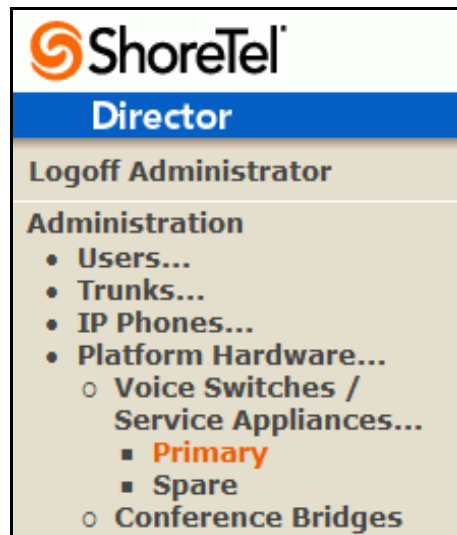 ShoreTel
Director
Logoff Administrator
Administration
• Users...
• Trunks...
• IP Phones...
• Platform Hardware...
o Voice Switches /
Service Appliances...
▪ Primary
▪ Spare
o Conference Bridges